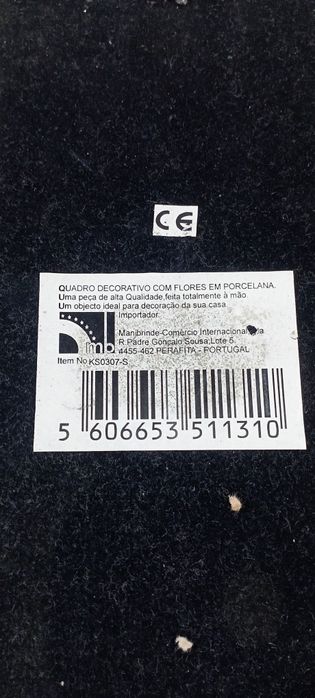 CE
QUADRO DECORATIVO COM FLORES EM PORCELANA.
Uma peça de alta Qualidade,feita totalmente à mão.
Um objecto ideal para decoração da sua casa
Importador:
mb
Manibrinde-Comércio Internacional,Lda
R.Padre Gonçalo Sousa,Lote 5
4455-462 PERAFITA - PORTUGAL
Item No KS0307-S
5 606653 511310